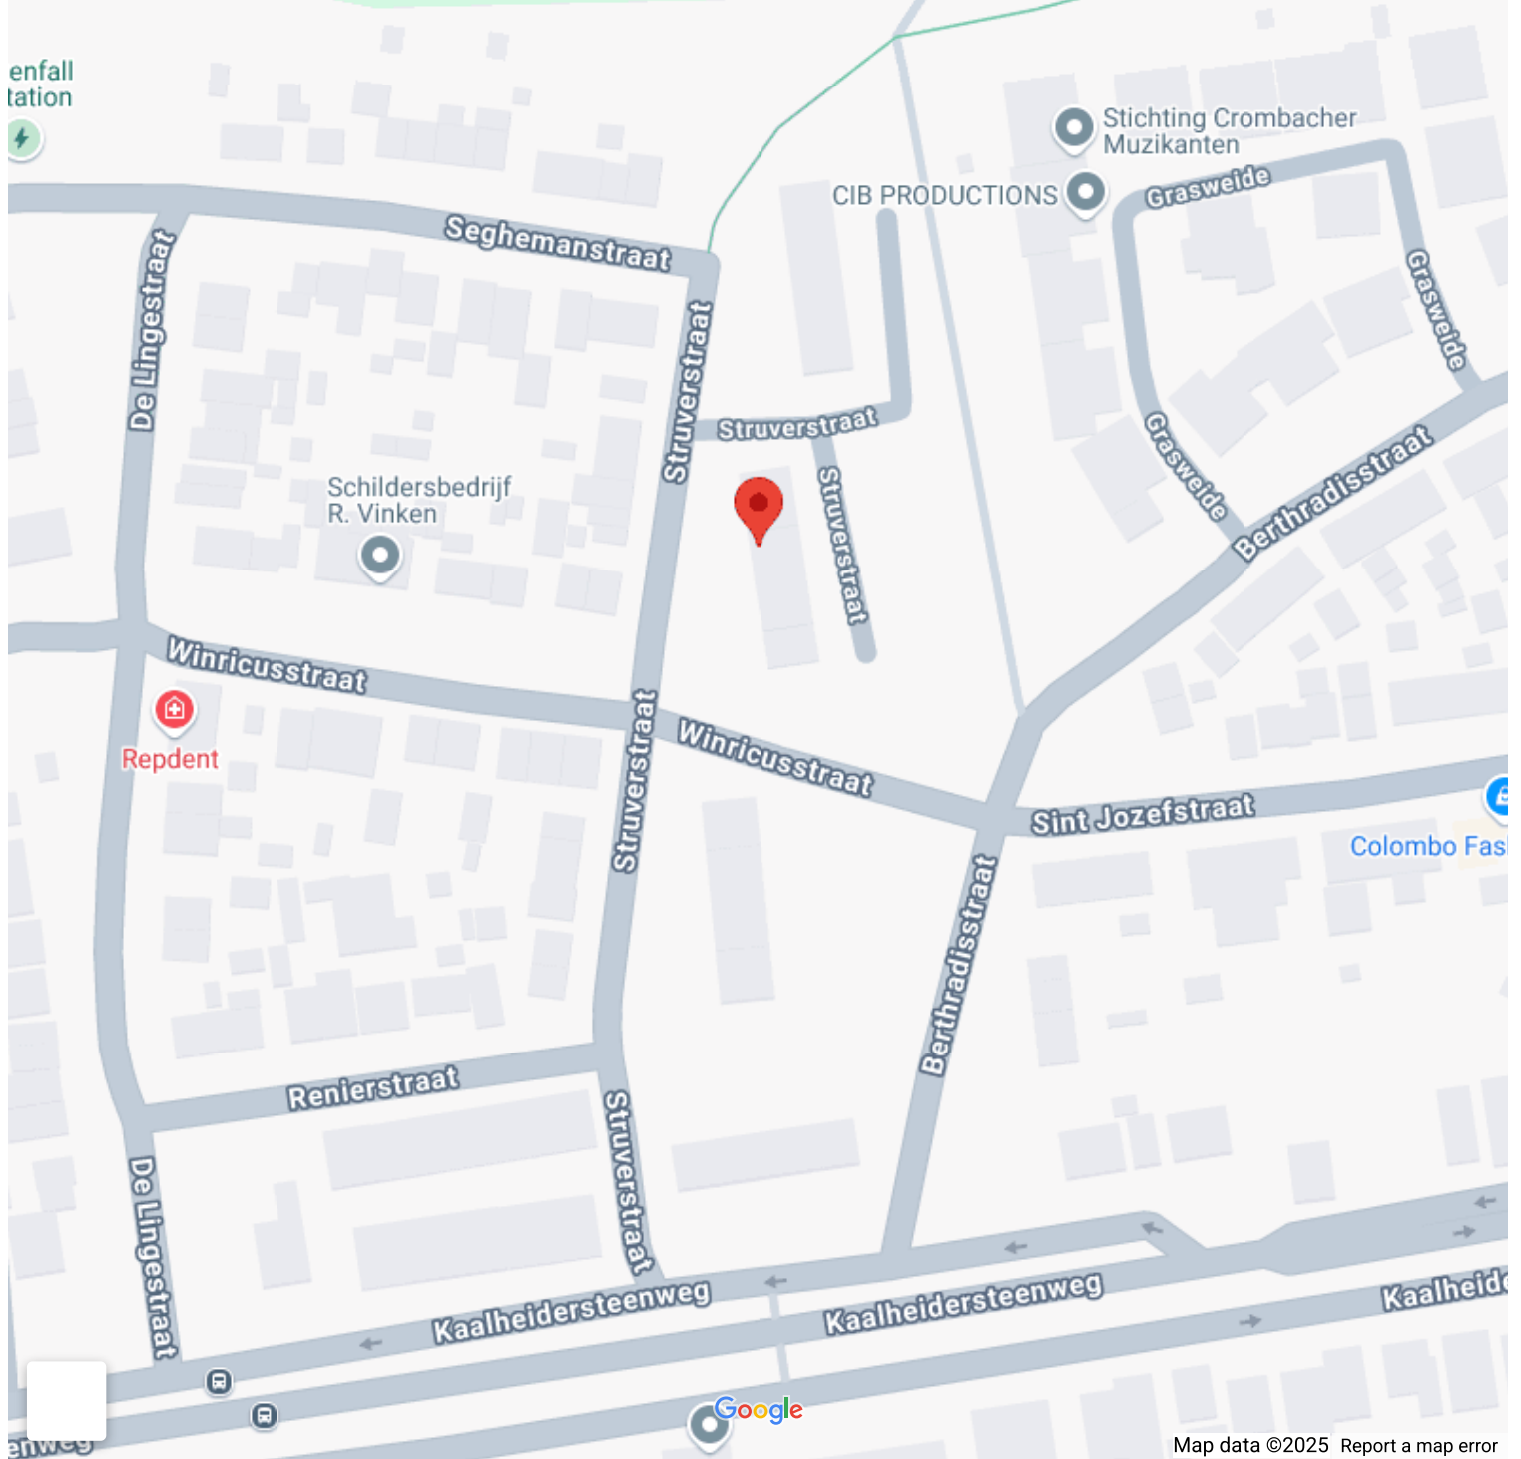 enfall
tation
Stichting Crombacher
Muzikanten
CIB PRODUCTIONS
Grasweide
Seghemanstraat
De Lingestraat
Grasweide
Struverstraat
Struverstraat
Grasweide
Berthradisstraat
Schildersbedrijf
R. Vinken
Struverstraat
Winricusstraat
Repdent
Struverstraat
Winricusstraat
Sint Jozefstraat
Colombo Fas
Berthradisstraat
Renierstraat
Struverstraat
De Lingestraat
Kaalheidersteenweg
Kaalheidersteenweg
Kaalheide
enweg
Google
Map data ©2025
Report a map error